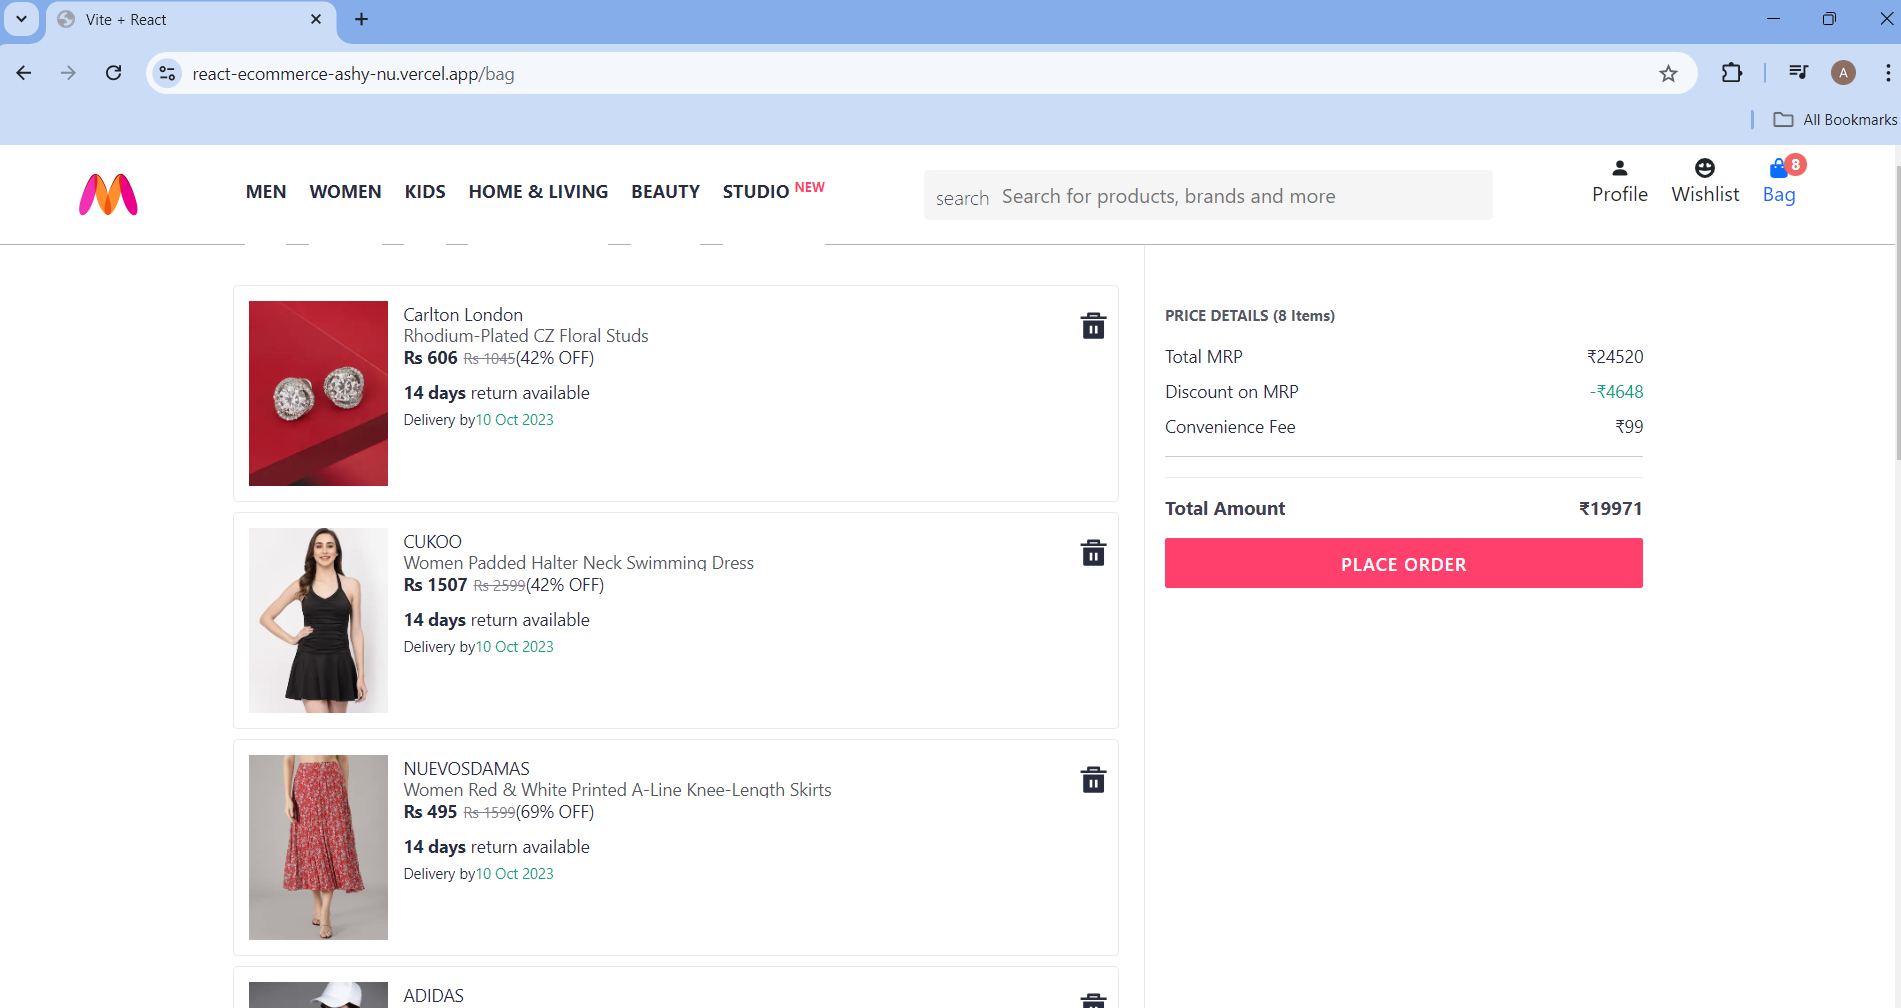 Vite + React
react-ecommerce-ashy-nu.vercel.app/bag
A
All Bookmarks
MEN WOMEN KIDS HOME & LIVING BEAUTY STUDIO NEW
search Search for products, brands and more
Profile Wishlist Bag 8
Carlton London
Rhodium-Plated CZ Floral Studs
Rs 606 Rs 1045(42% OFF)
14 days return available
Delivery by10 Oct 2023
CUKOO
Women Padded Halter Neck Swimming Dress
Rs 1507 Rs 2599(42% OFF)
14 days return available
Delivery by10 Oct 2023
NUEVOSDAMAS
Women Red & White Printed A-Line Knee-Length Skirts
Rs 495 Rs 1599(69% OFF)
14 days return available
Delivery by10 Oct 2023
ADIDAS
PRICE DETAILS (8 Items)
Total MRP ₹24520
Discount on MRP -₹4648
Convenience Fee ₹99
Total Amount ₹19971
PLACE ORDER